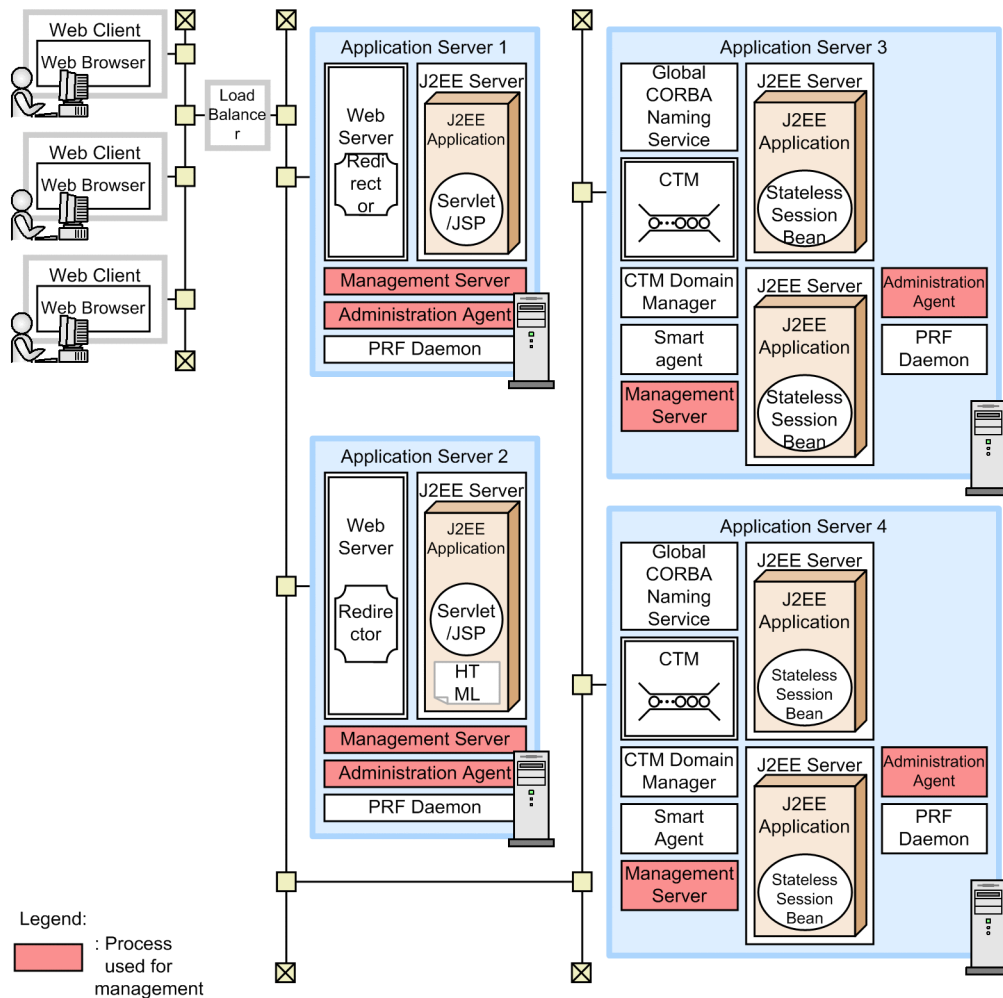 Web Client
Web Browser
Web Client
Web Browser
Web Client
Web Browser
Load
Balance
r
Application Server 1
Web
Server
Redi
rect
or
J2EE Server
J2EE
Application
Servlet
/JSP
Management Server
Administration Agent
PRF Daemon
Application Server 2
Web
Server
Redire
ctor
J2EE Server
J2EE
Application
Servlet
/JSP
HT
ML
Management Server
Administration Agent
PRF Daemon
Application Server 3
Global
CORBA
Naming
Service
CTM
CTM Domain
Manager
Smart
agent
Management
Server
J2EE Server
J2EE
Application
Stateless
Session
Bean
J2EE Server
J2EE
Application
Stateless
Session
Bean
Administration
Agent
PRF
Daemon
Application Server 4
Global
CORBA
Naming
Service
CTM
CTM Domain
Manager
Smart
Agent
Management
Server
J2EE Server
J2EE
Application
Stateless
Session
Bean
J2EE Server
J2EE
Application
Stateless
Session
Bean
Administration
Agent
PRF
Daemon
Legend:
: Process
used for
management